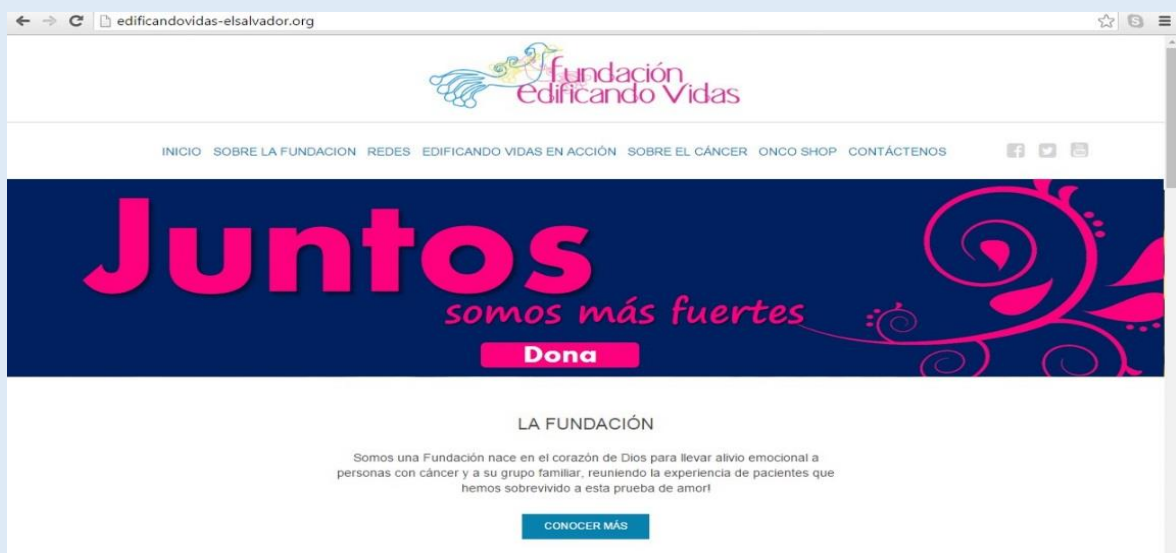 edificandovidas-elsalvador.org
fundación
edificando Vidas
INICIO SOBRE LA FUNDACION REDES EDIFICANDO VIDAS EN ACCIÓN SOBRE EL CÁNCER ONCO SHOP CONTÁCTENOS
Juntos
somos más fuertes
Dona
LA FUNDACIÓN
Somos una Fundación nace en el corazón de Dios para llevar alivio emocional a
personas con cáncer y a su grupo familiar, reuniendo la experiencia de pacientes que
hemos sobrevivido a esta prueba de amor!
CONOCER MÁS